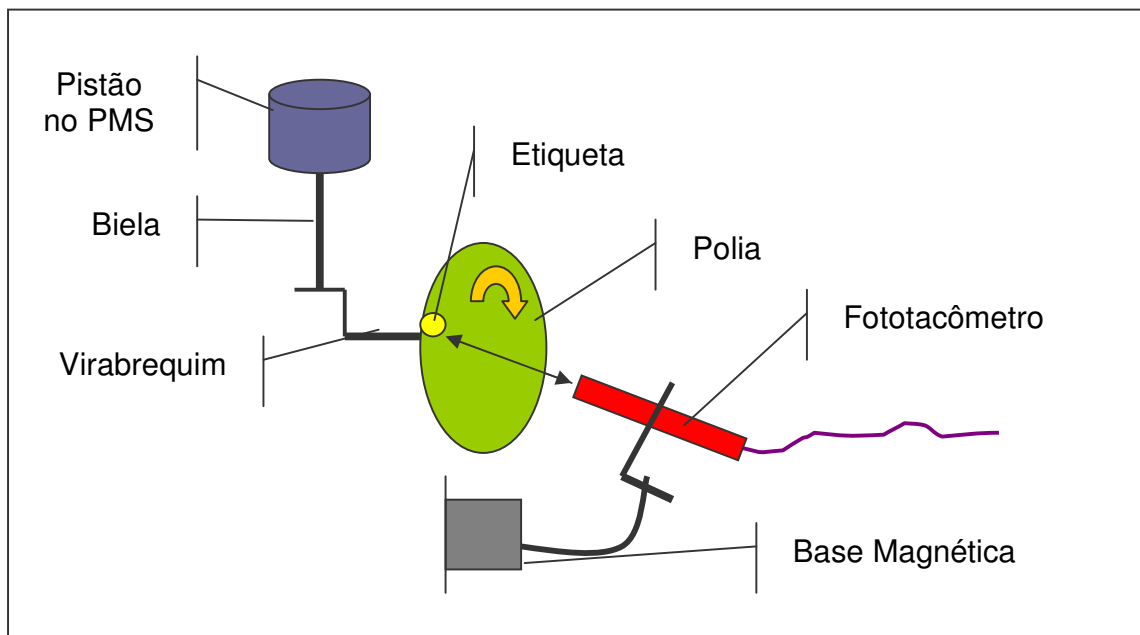 Pistão
no PMS
Etiqueta
Biela
Polia
Fototacômetro
Virabrequim
Base Magnética